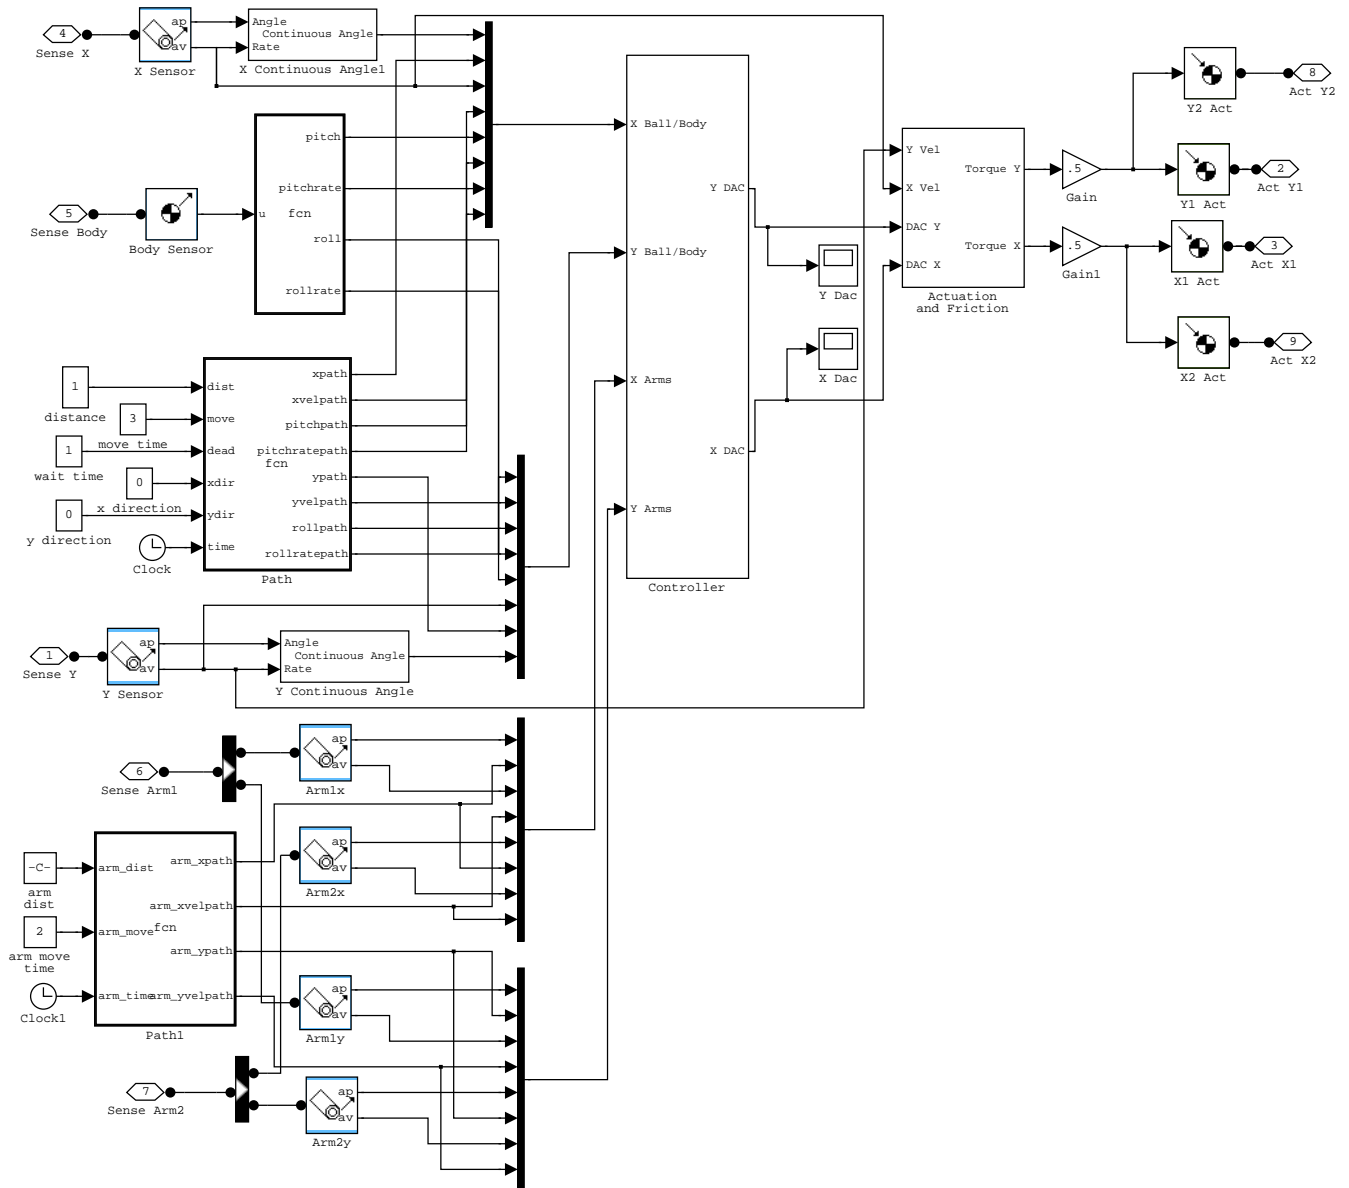 4
Sense X
ap
av
X Sensor
Angle
Continuous Angle
Rate
X Continuous Angle1
5
Sense Body
Body Sensor
u
fcn
pitch
pitchrate
roll
rollrate
1
distance
3
move time
1
wait time
0
x direction
0
y direction
Clock
dist
move
dead
xdir
ydir
time
fcn
xpath
xvelpath
pitchpath
pitchratepath
ypath
yvelpath
rollpath
rollratepath
Path
1
Sense Y
ap
av
Y Sensor
Angle
Continuous Angle
Rate
Y Continuous Angle
X Ball/Body
Y Ball/Body
X Arms
Y Arms
Y DAC
X DAC
Controller
Y Dac
X Dac
Y Vel
X Vel
DAC Y
DAC X
Torque Y
Torque X
Actuation
and Friction
.5
Gain
.5
Gain1
Y2 Act
8
Act Y2
Y1 Act
2
Act Y1
X1 Act
3
Act X1
X2 Act
9
Act X2
6
Sense Arm1
ap
av
Arm1x
ap
av
Arm2x
-C-
arm
dist
2
arm move
time
Clock1
arm_dist
arm_move
arm_time
fcn
arm_xpath
arm_xvelpath
arm_ypath
arm_yvelpath
Path1
ap
av
Arm1y
7
Sense Arm2
ap
av
Arm2y